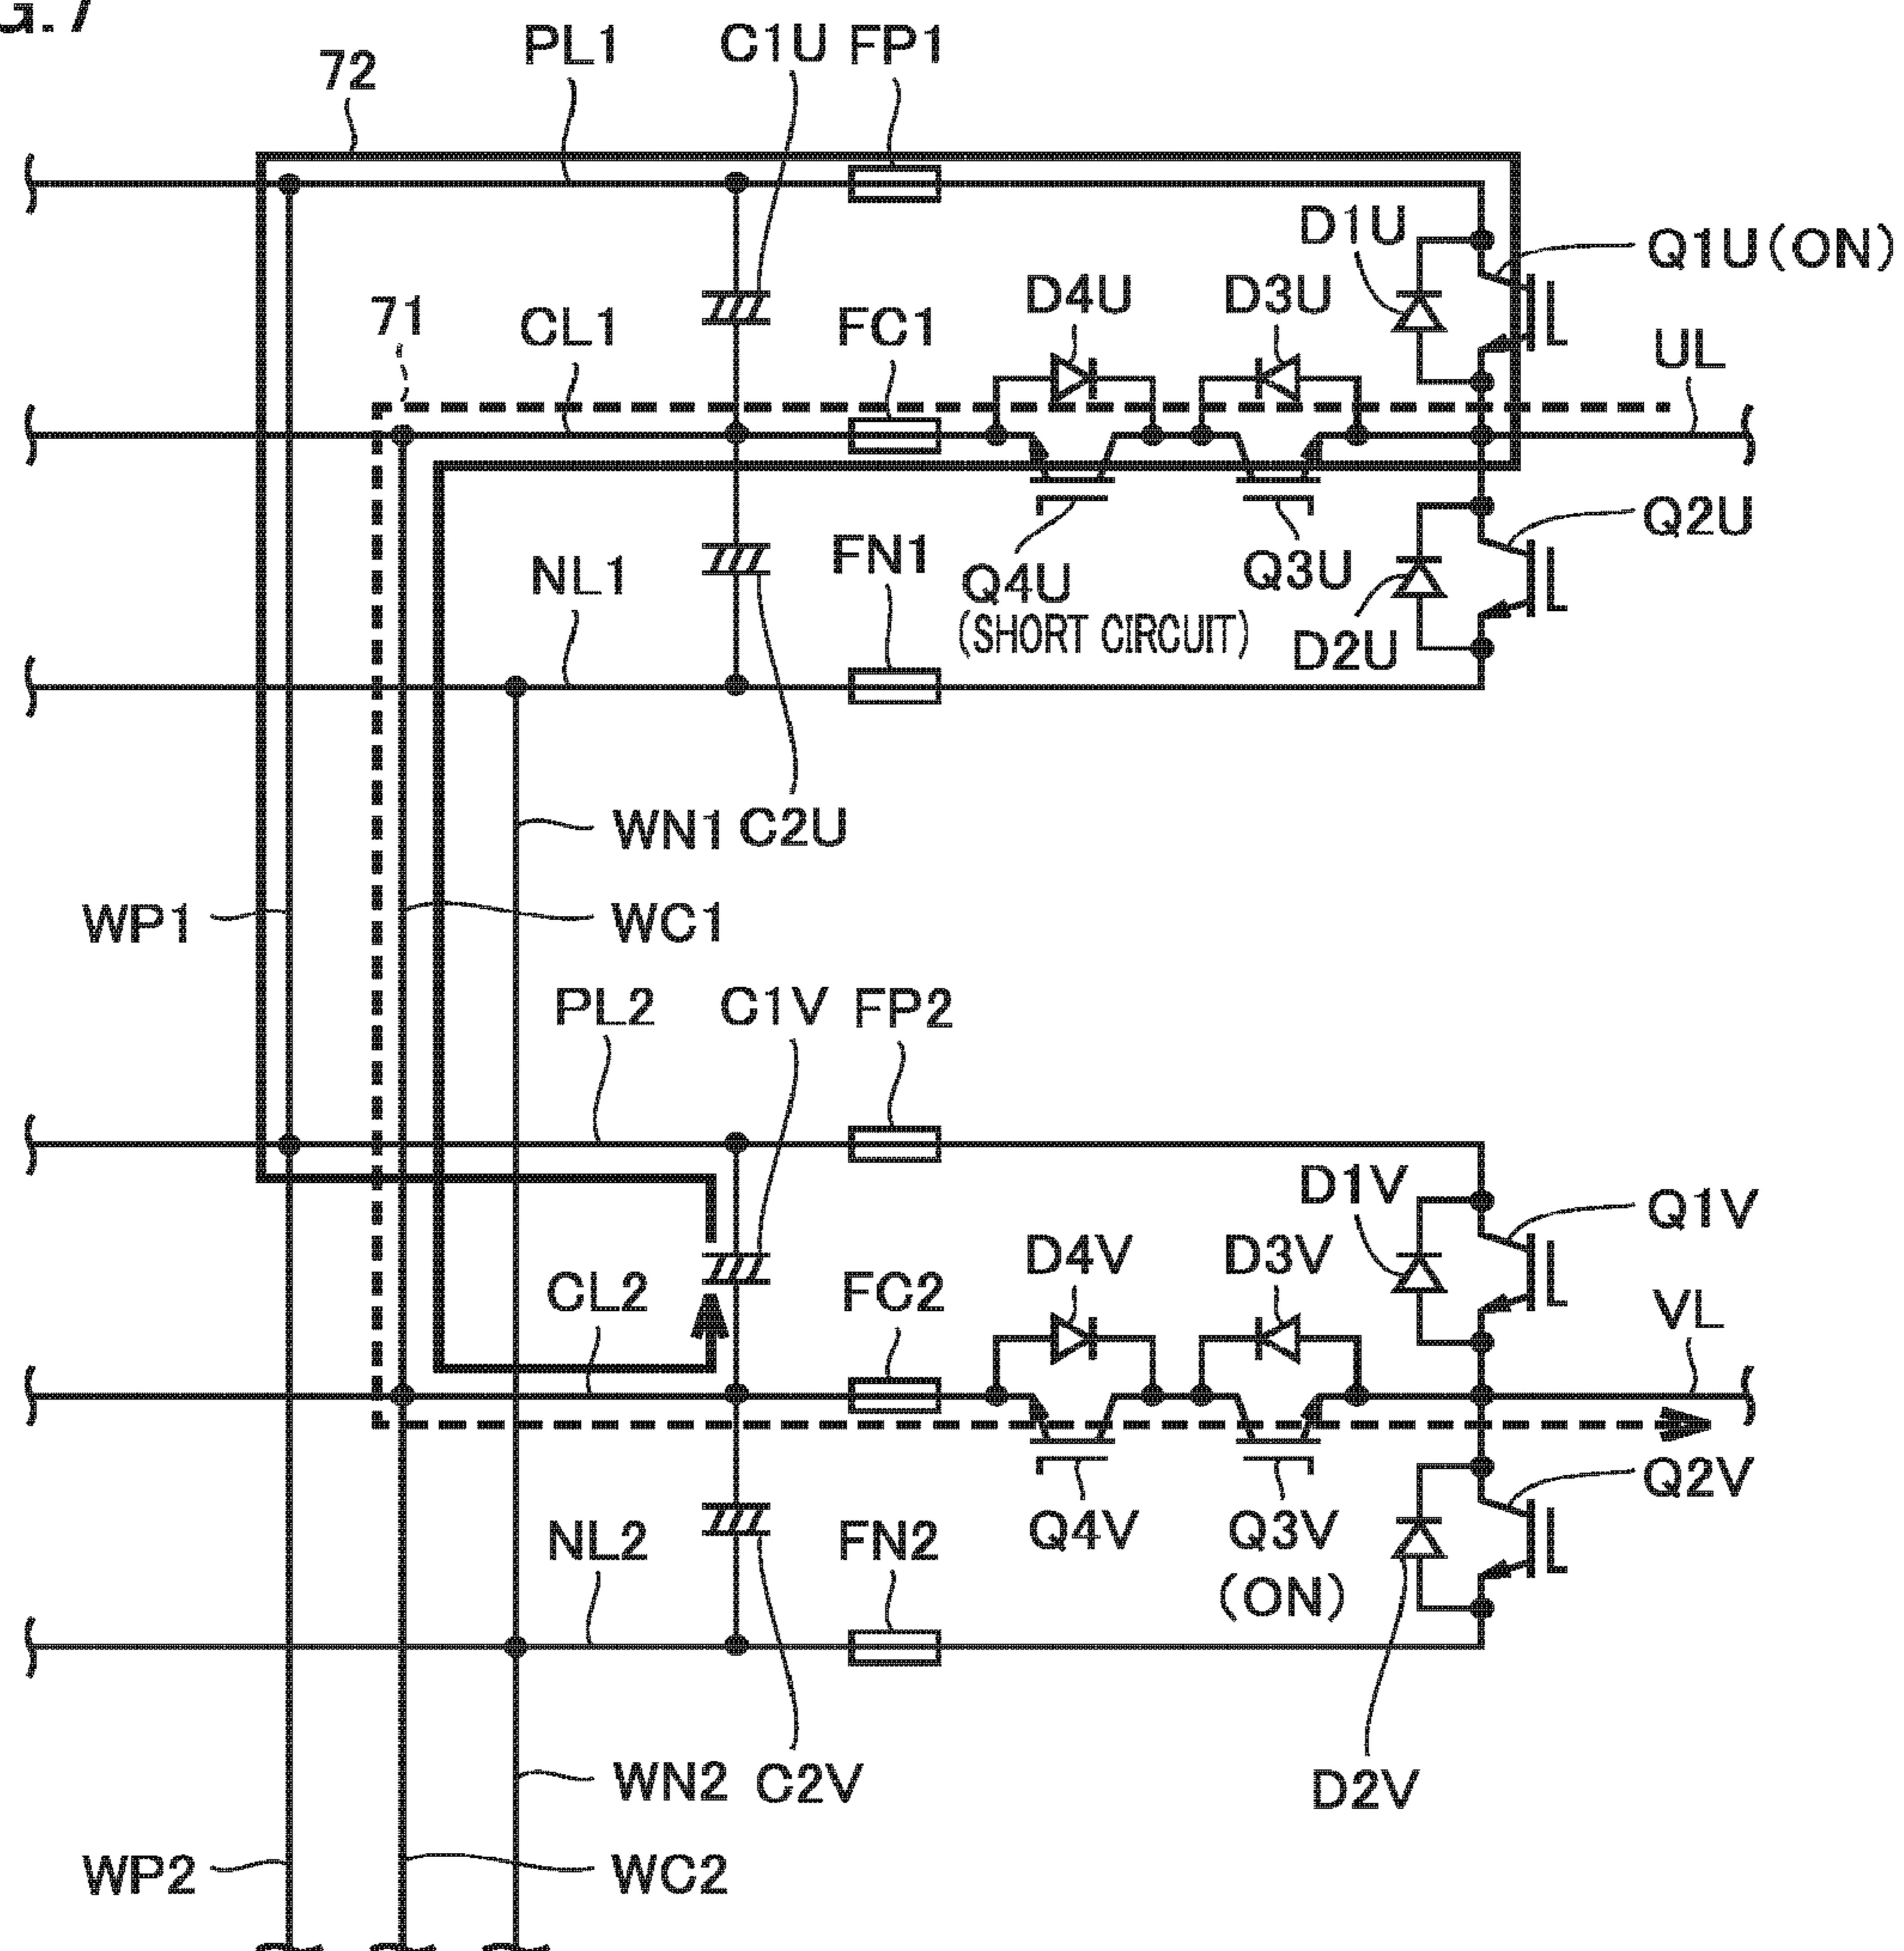 G.7
72
PL1
C1U
FP1
D1U
Q1U(ON)
71
CL1
FC1
D4U
D3U
UL
NL1
FN1
Q4U
(SHORT CIRCUIT)
Q3U
Q2U
D2U
WN1
C2U
WP1
WC1
PL2
C1V
FP2
D1V
Q1V
CL2
FC2
D4V
D3V
VL
NL2
FN2
Q4V
Q3V
(ON)
Q2V
WN2
C2V
D2V
WP2
WC2